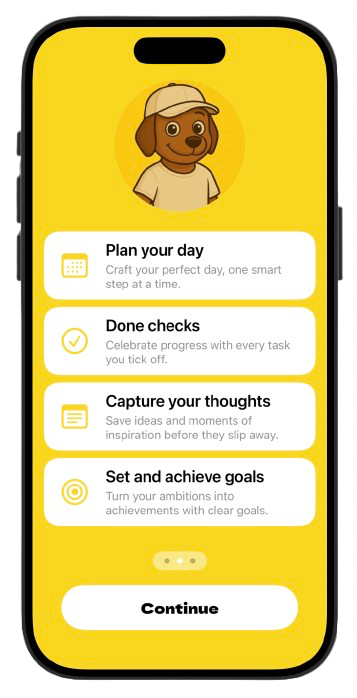 Plan your day
Craft your perfect day, one smart
step at a time.
Done checks
Celebrate progress with every task
you tick off.
Capture your thoughts
Save ideas and moments of
inspiration before they slip away.
Set and achieve goals
Turn your ambitions into
achievements with clear goals.
Continue